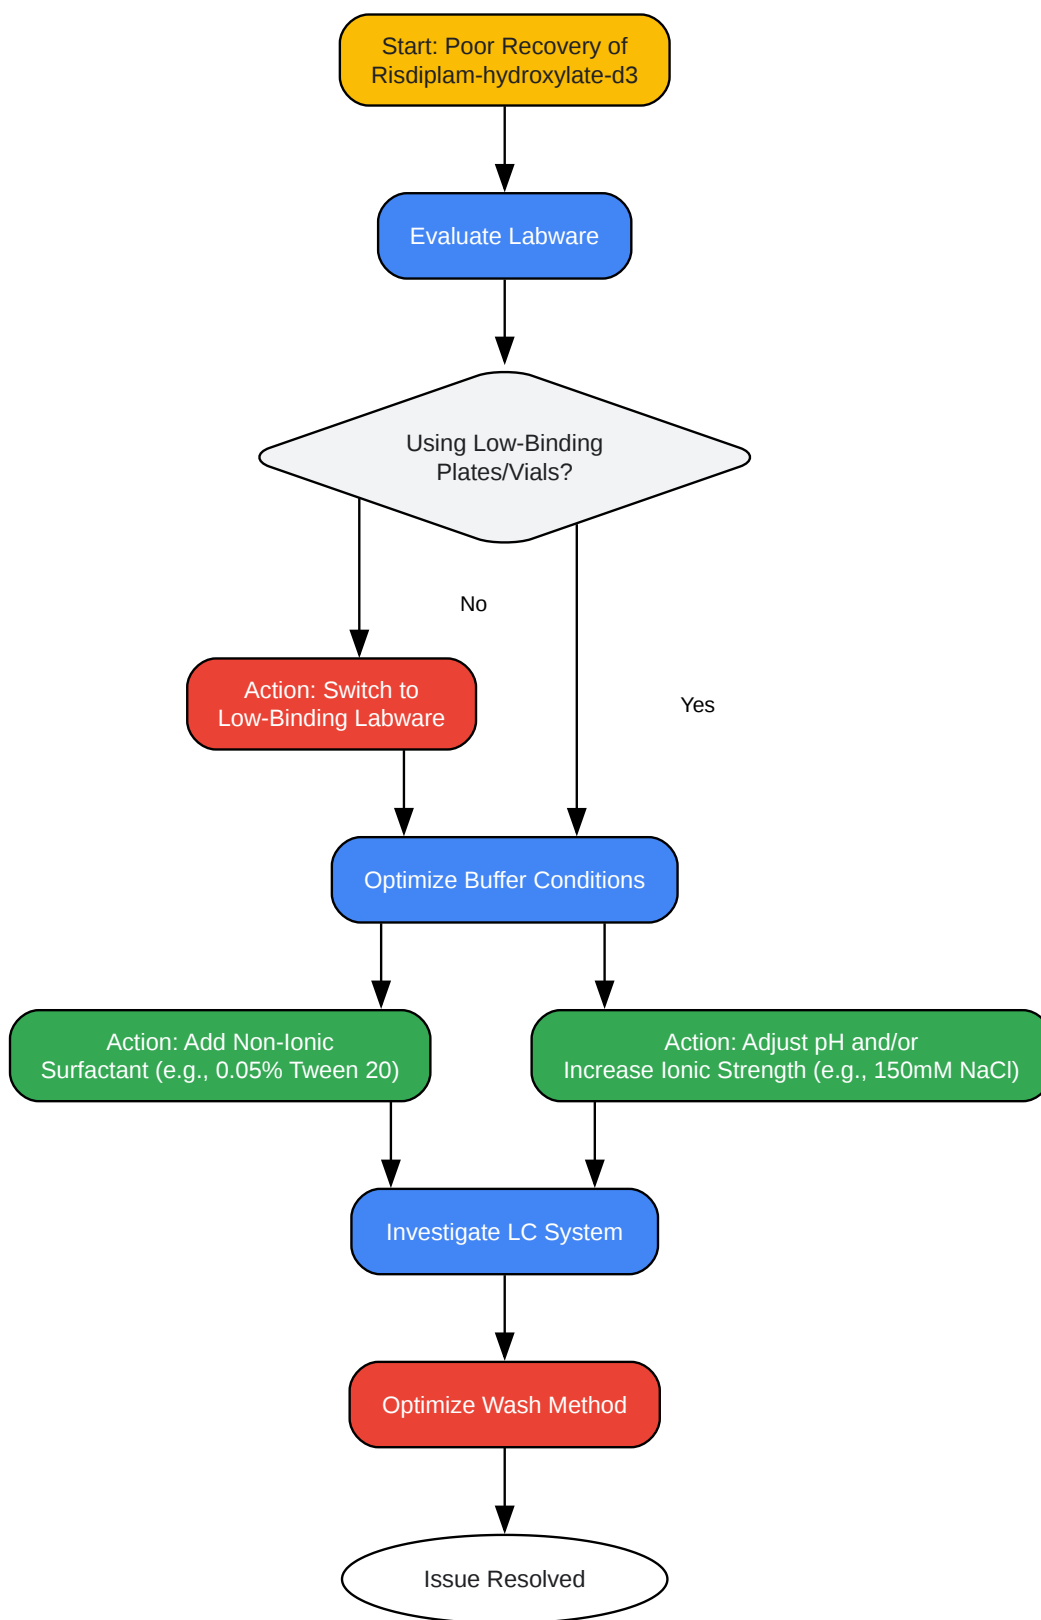 Start: Poor Recovery of
Risdiplam-hydroxylate-d3
Evaluate Labware
Using Low-Binding
Plates/Vials?
No
Yes
Action: Switch to
Low-Binding Labware
Optimize Buffer Conditions
Action: Add Non-Ionic
Surfactant (e.g., 0.05% Tween 20)
Action: Adjust pH and/or
Increase Ionic Strength (e.g., 150mM NaCl)
Investigate LC System
Optimize Wash Method
Issue Resolved